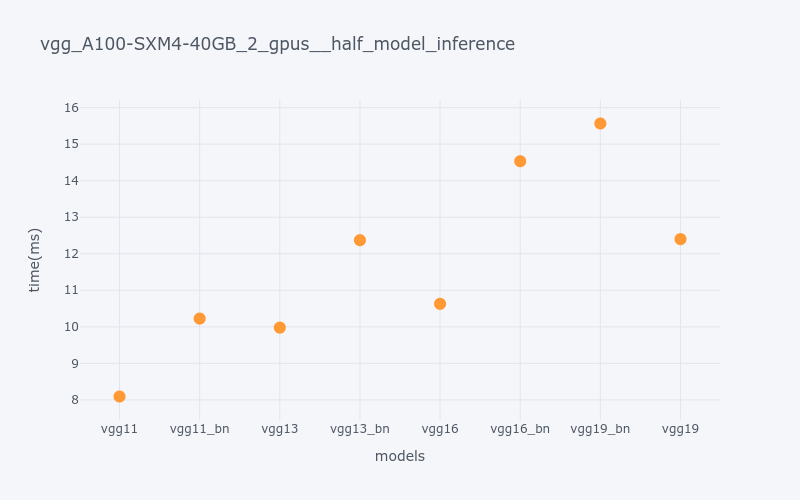 vgg_A100-SXM4-40GB_2_gpus__half_model_inference
time(ms)
16
15
14
13
12
11
10
9
8
vgg11 vgg11_bn vgg13 vgg13_bn vgg16 vgg16_bn vgg19_bn vgg19
models